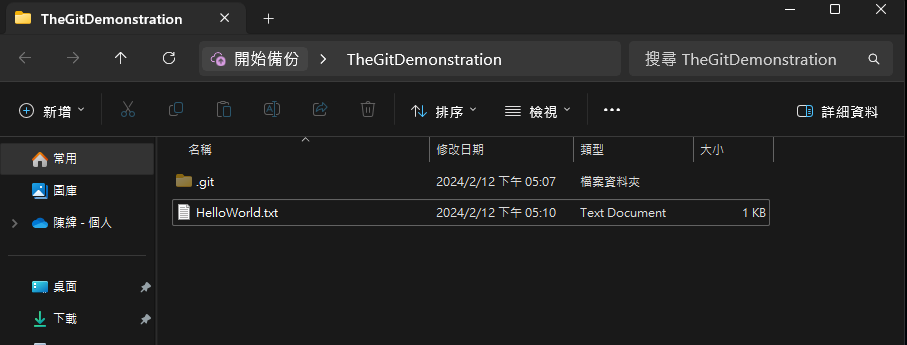 TheGitDemonstration
開始備份 TheGitDemonstration 搜尋 TheGitDemonstration
新增 排序 檢視 詳細資料
常用
圖庫
陳緯 - 個人
桌面
下載
名稱 修改日期 類型 大小
.git 2024/2/12 下午 05:07 檔案資料夾
HelloWorld.txt 2024/2/12 下午 05:10 Text Document 1 KB